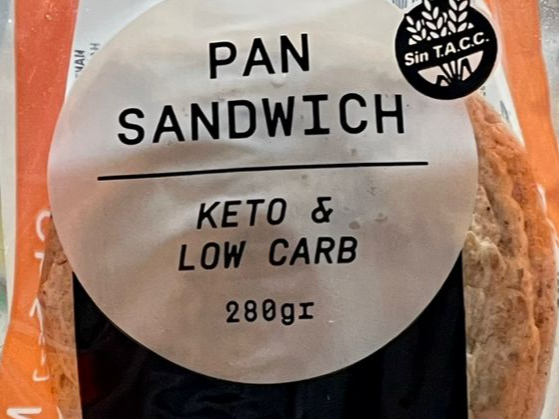 PAN
SANDWICH
KETO &
LOW CARB
280gr
Sin T.A.C.C.